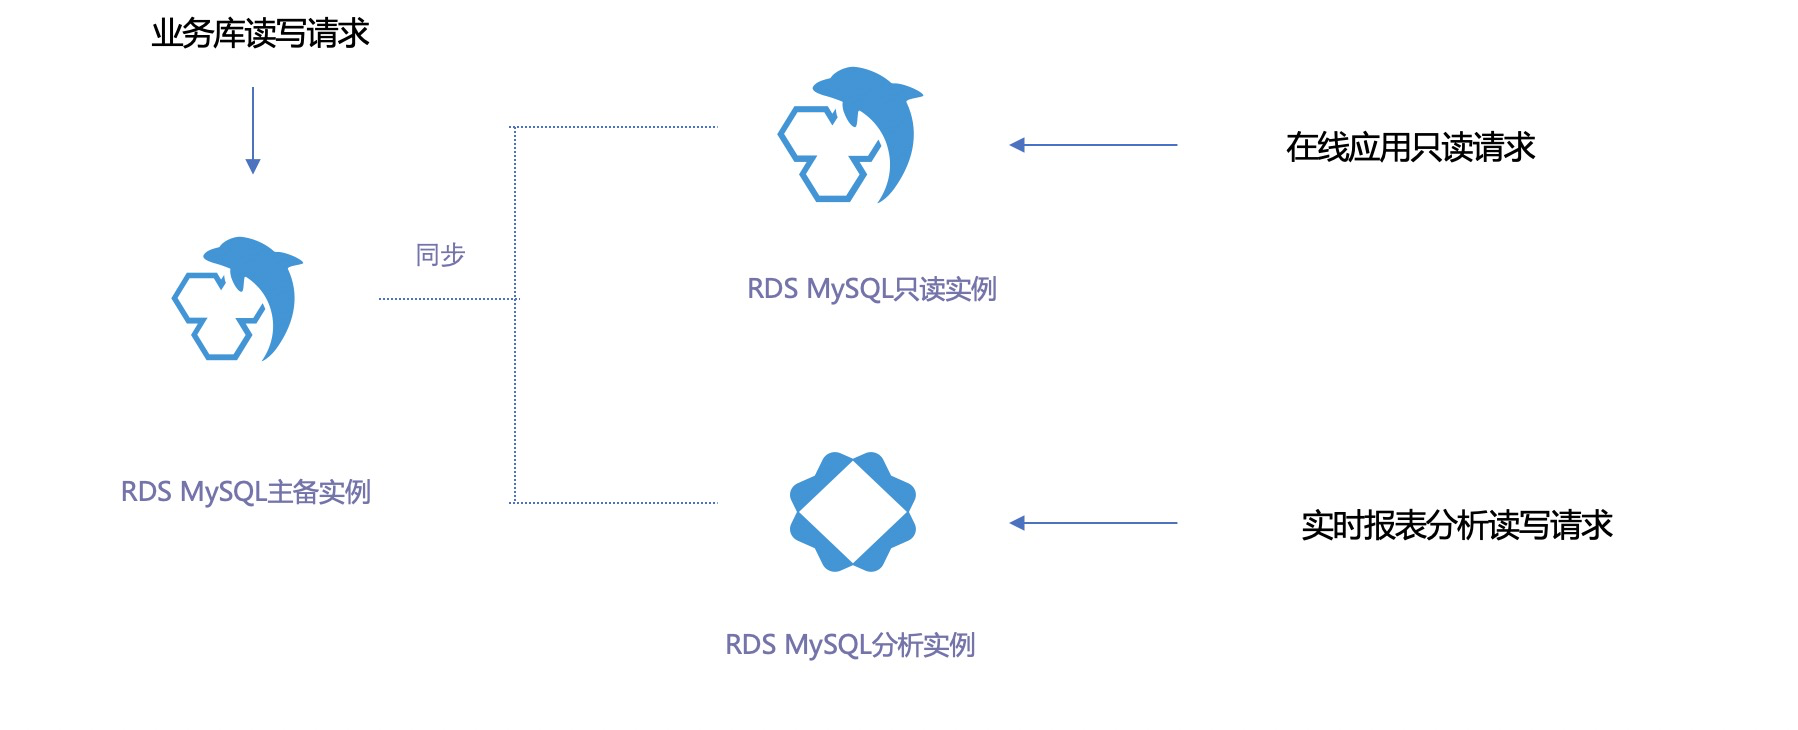 业务库读写请求
在线应用只读请求
同步
RDS MySQL只读实例
RDS MySQL主备实例
实时报表分析读写请求
RDS MySQL分析实例